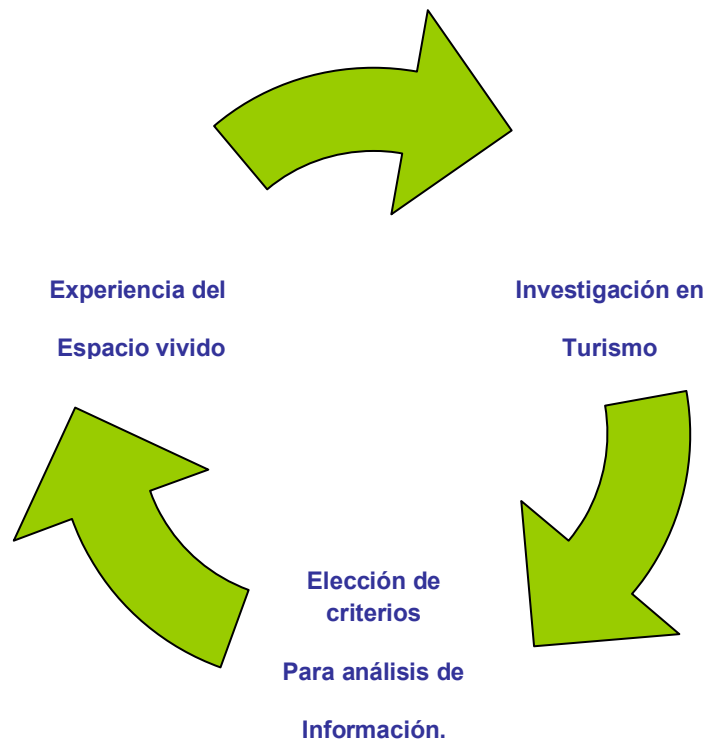 Experiencia del
Espacio vivido
Investigación en
Turismo
Elección de
criterios
Para análisis de
Información.